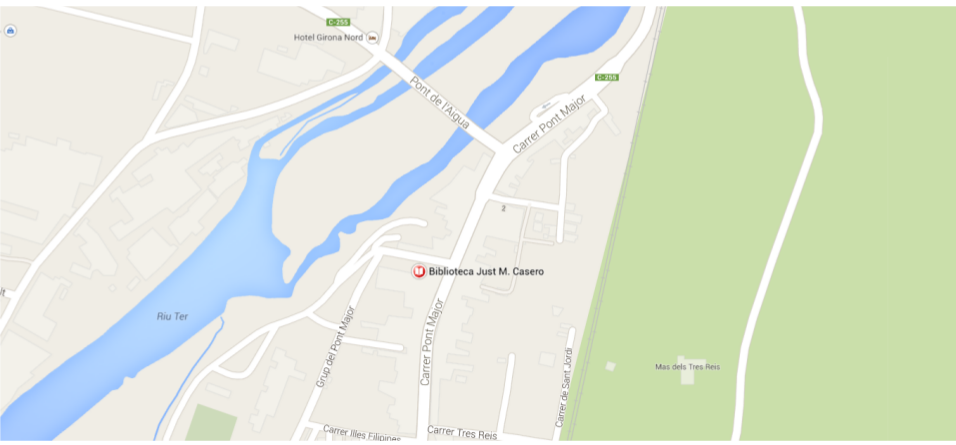 C-255
Hotel Girona Nord
Pont de l'Aigua
C-255
Carrer Pont Major
2
Biblioteca Just M. Casero
Riu Ter
Grup del Pont Major
Carrer Pont Major
Carrer de Sant Jordi
Mas dels Tres Reis
Carrer Illes Filipines
Carrer Tres Reis